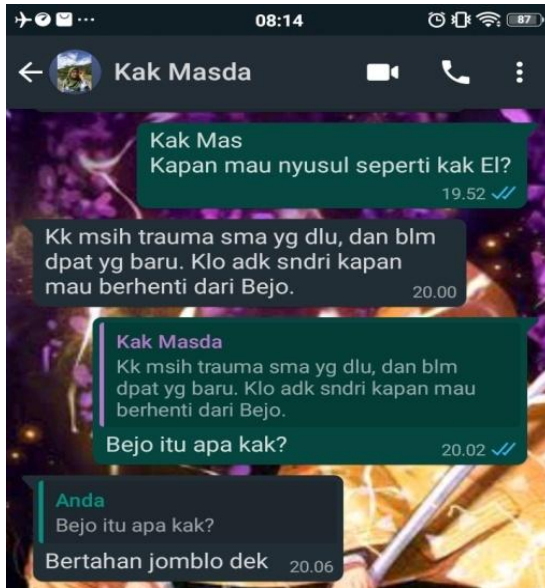 08:14
87
Kak Masda
Kak Mas
Kapan mau nyusul seperti kak El?
19.52
Kk msih trauma sma yg dlu, dan blm
dpat yg baru. Klo adk sndri kapan
mau berhenti dari Bejo.
20.00
Kak Masda
Kk msih trauma sma yg dlu, dan blm
dpat yg baru. Klo adk sndri kapan mau
berhenti dari Bejo.
Bejo itu apa kak?
20.02
Anda
Bejo itu apa kak?
Bertahan jomblo dek
20.06